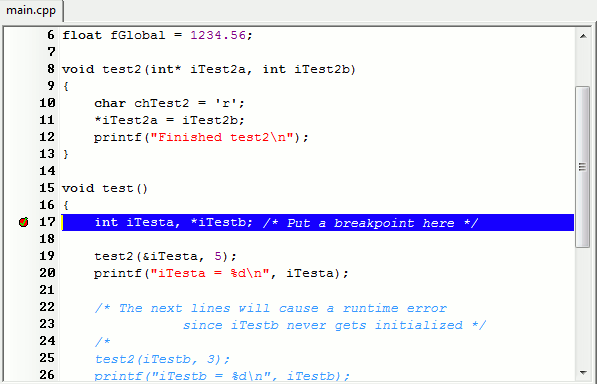 main.cpp
6 float fGlobal = 1234.56;
7
8 void test2(int* iTest2a, int iTest2b)
9 {
10     char chTest2 = 'r';
11     *iTest2a = iTest2b;
12     printf("Finished test2\n");
13 }
14
15 void test()
16 {
17     int iTesta, *iTestb; /* Put a breakpoint here */
18
19     test2(&iTesta, 5);
20     printf("iTesta = %d\n", iTesta);
21
22     /* The next lines will cause a runtime error
23                since iTestb never gets initialized */
24     /*
25     test2(iTestb, 3);
26     printf("iTestb = %d\n", iTestb);